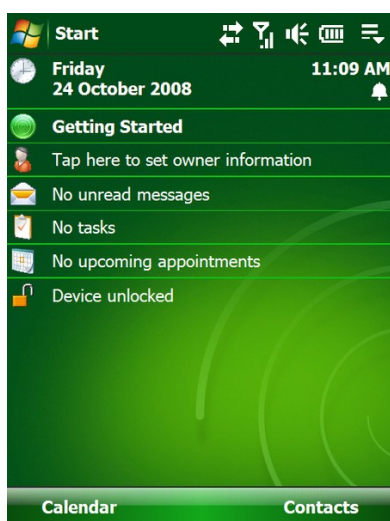 Start
Friday 11:09 AM
24 October 2008
Getting Started
Tap here to set owner information
No unread messages
No tasks
No upcoming appointments
Device unlocked
Calendar Contacts